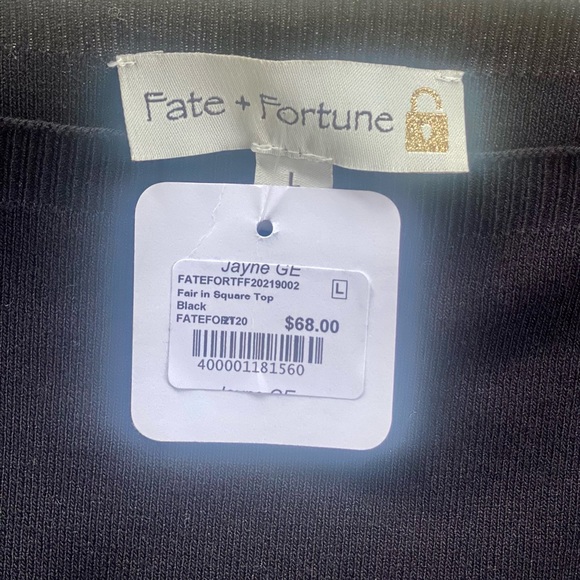 Fate + Fortune
L
Jayne GE
FATEFORTFF20219002
Fair in Square Top
L
Black
$68.00
400001181560